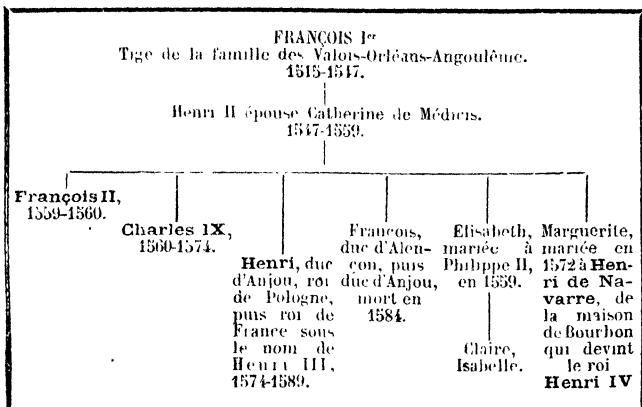 FRANÇOIS Ier
Tige de la famille des Valois-Orléans-Angoulême.
1515-1547.
Henri II épouse Catherine de Médicis.
1547-1559.
François II,
1559-1560.
Charles IX,
1560-1574.
Henri, duc
d'Anjou, roi
de Pologne,
puis roi de
France sous
le nom de
Henri III,
1574-1589.
François,
duc d'Alen-
çon, puis
duc d'Anjou,
mort en
1584.
Elisabeth,
mariée à
Philippe II,
en 1559.
Claire,
Isabelle.
Marguerite,
mariée en
1572 à Hen-
ri de Na-
varre, de
la maison
de Bourbon
qui devint
le roi
Henri IV